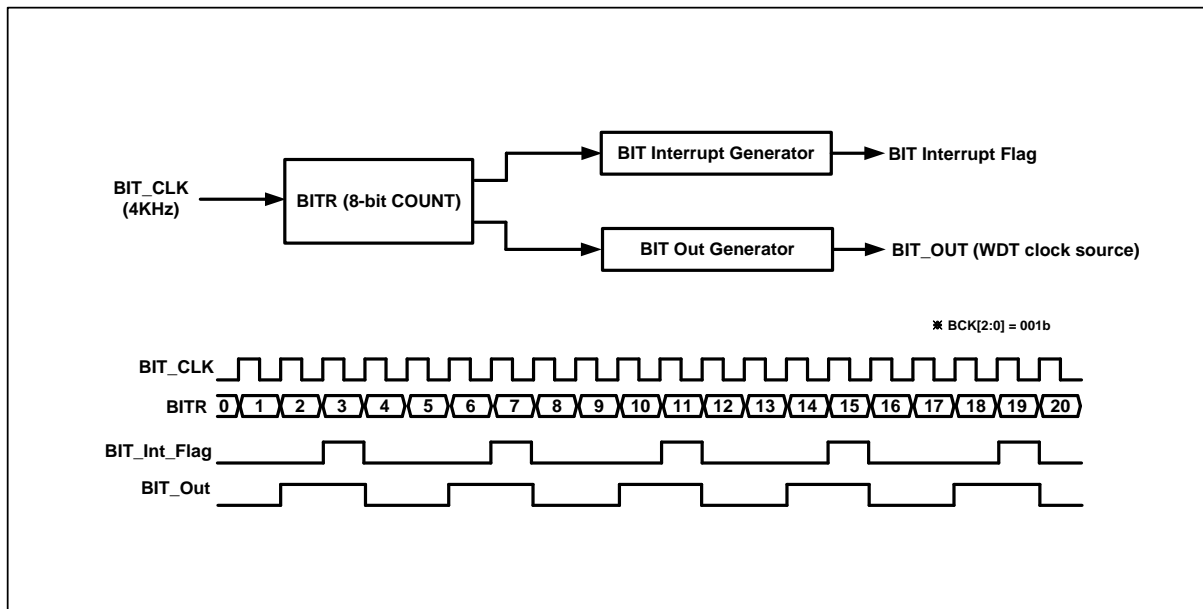 BIT_CLK
(4KHz)
BITR (8-bit COUNT)
BIT Interrupt Generator
BIT Interrupt Flag
BIT Out Generator
BIT_OUT (WDT clock source)
※ BCK[2:0] = 001b
BIT_CLK
BITR 0 1 2 3 4 5 6 7 8 9 10 11 12 13 14 15 16 17 18 19 20
BIT_Int_Flag
BIT_Out